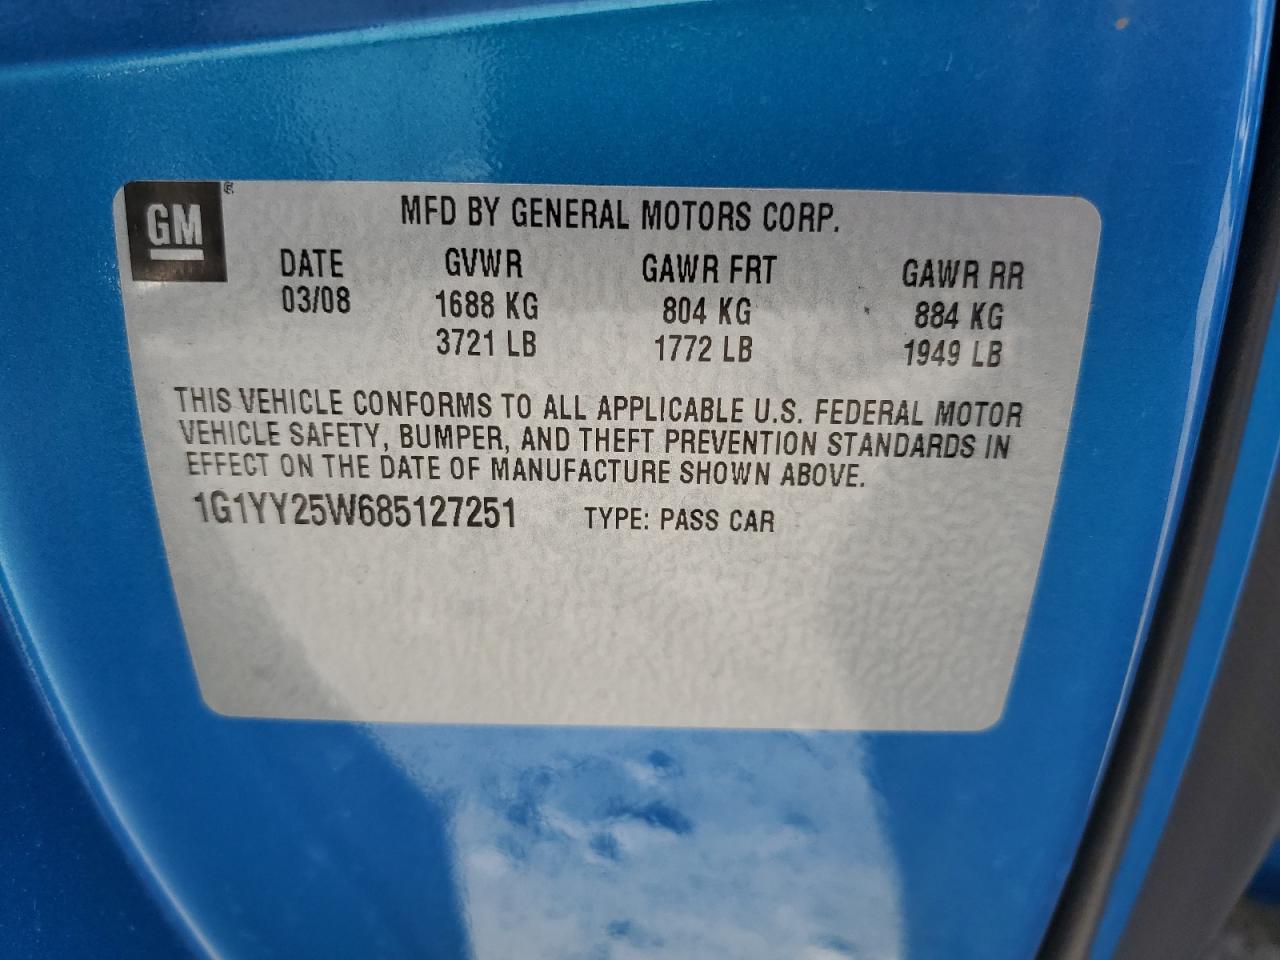 GM
MFD BY GENERAL MOTORS CORP.
DATE GVWR GAWR FRT GAWR RR
03/08 1688 KG 804 KG 884 KG
3721 LB 1772 LB 1949 LB
THIS VEHICLE CONFORMS TO ALL APPLICABLE U.S. FEDERAL MOTOR
VEHICLE SAFETY, BUMPER, AND THEFT PREVENTION STANDARDS IN
EFFECT ON THE DATE OF MANUFACTURE SHOWN ABOVE.
1G1YY25W685127251 TYPE: PASS CAR